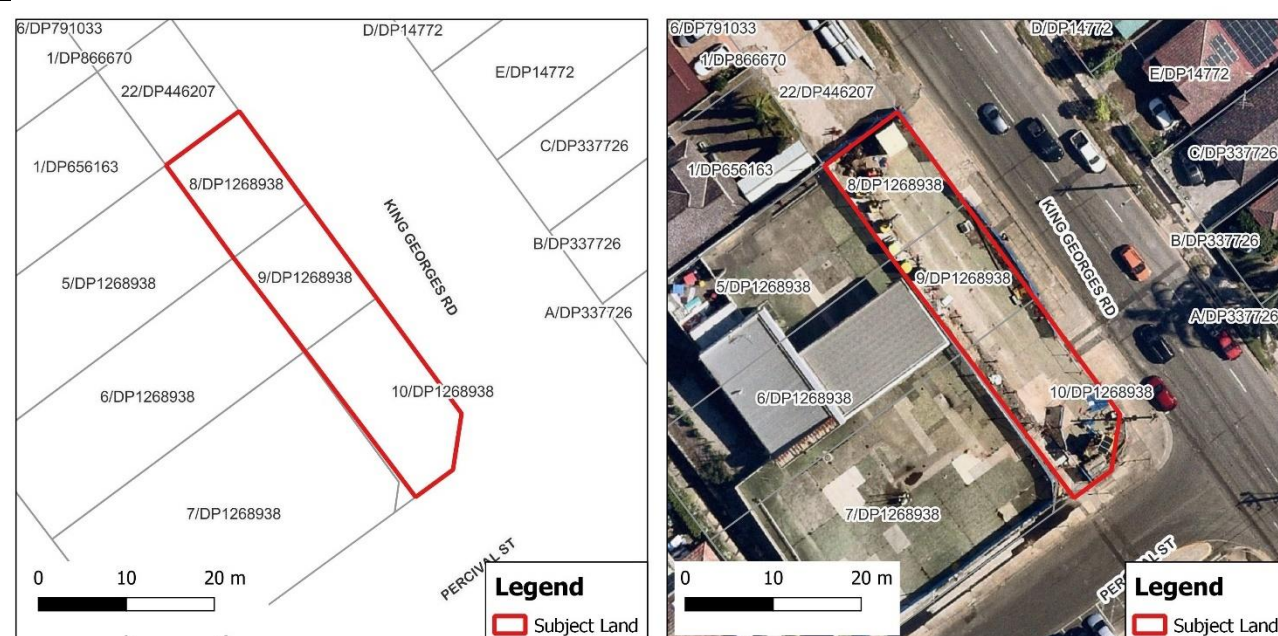 6/DP791033
1/DP866670
22/DP446207
1/DP656163
8/DP1268938
5/DP1268938
9/DP1268938
6/DP1268938
10/DP1268938
7/DP1268938
D/DP14772
E/DP14772
C/DP337726
B/DP337726
A/DP337726
KING GEORGES RD
PERCIVAL ST
0 10 20 m
Legend
Subject Land
6/DP791033
1/DP866670
22/DP446207
1/DP656163
8/DP1268938
5/DP1268938
9/DP1268938
6/DP1268938
10/DP1268938
7/DP1268938
D/DP14772
E/DP14772
C/DP337726
B/DP337726
A/DP337726
KING GEORGES RD
PERCIVAL ST
0 10 20 m
Legend
Subject Land